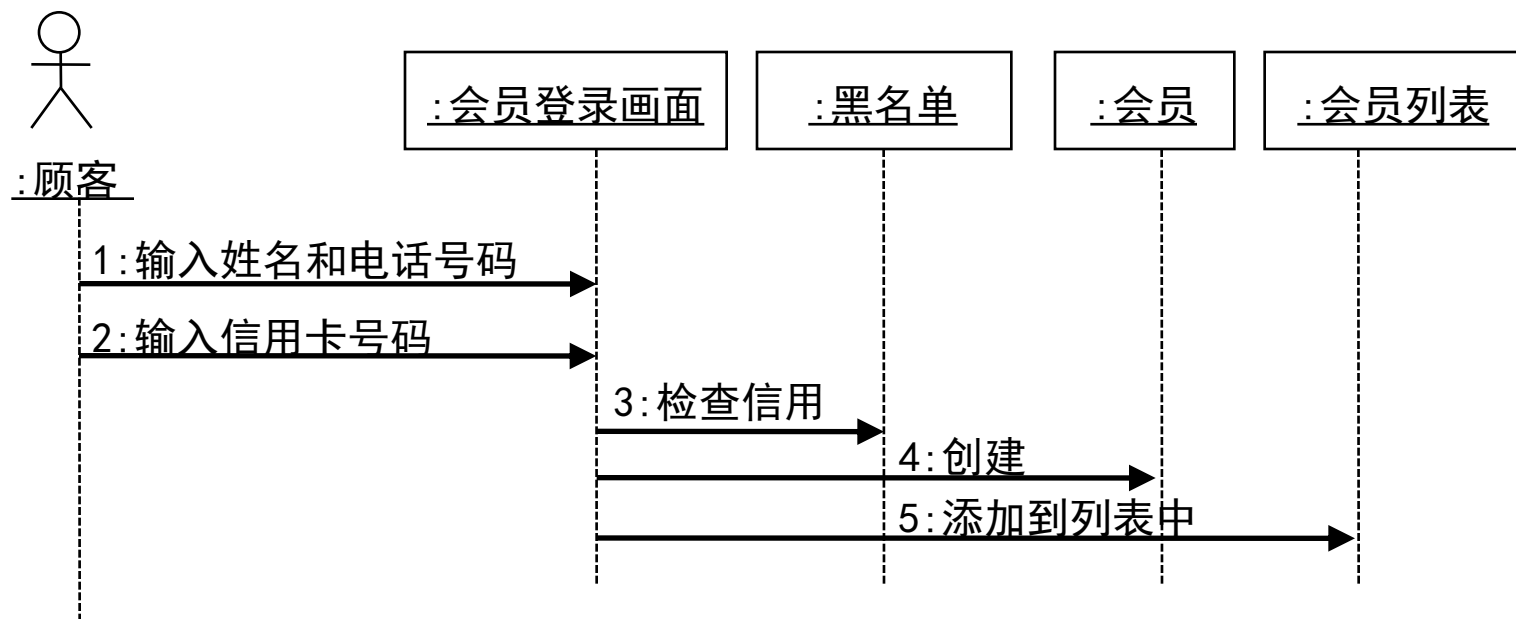 :会员登录画面
:黑名单
:会员
:会员列表
:顾客
1:输入姓名和电话号码
2:输入信用卡号码
3:检查信用
4:创建
5:添加到列表中